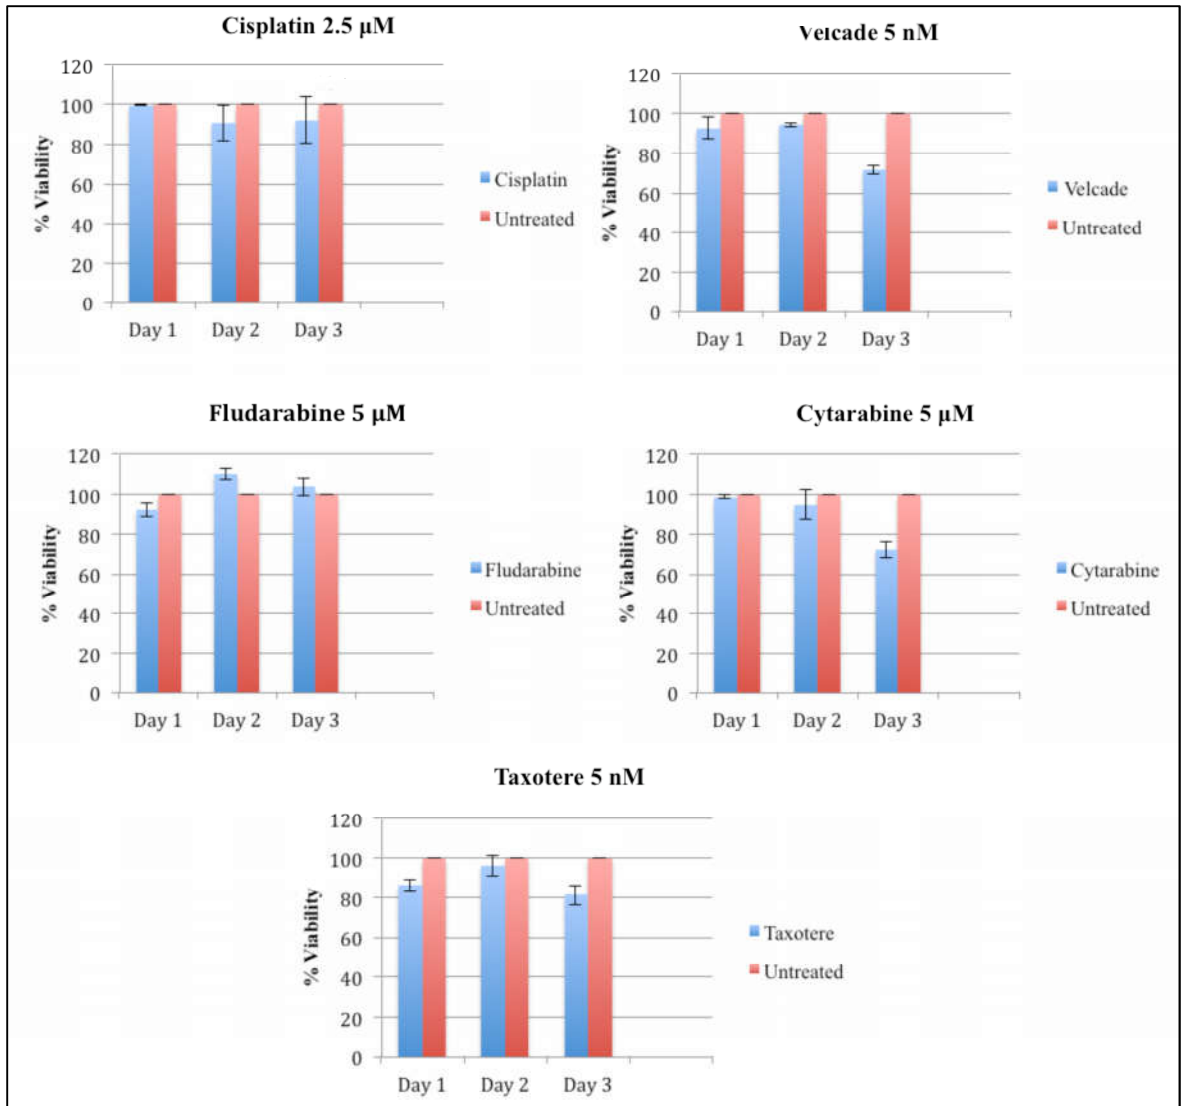 Cisplatin 2.5 µM
120
100
80
60
40
20
0
% Viability
Day 1 Day 2 Day 3
Cisplatin
Untreated
Velcade 5 nM
120
100
80
60
40
20
0
% Viability
Day 1 Day 2 Day 3
Velcade
Untreated
Fludarabine 5 µM
120
100
80
60
40
20
0
% Viability
Day 1 Day 2 Day 3
Fludarabine
Untreated
Cytarabine 5 µM
120
100
80
60
40
20
0
% Viability
Day 1 Day 2 Day 3
Cytarabine
Untreated
Taxotere 5 nM
120
100
80
60
40
20
0
% Viability
Day 1 Day 2 Day 3
Taxotere
Untreated